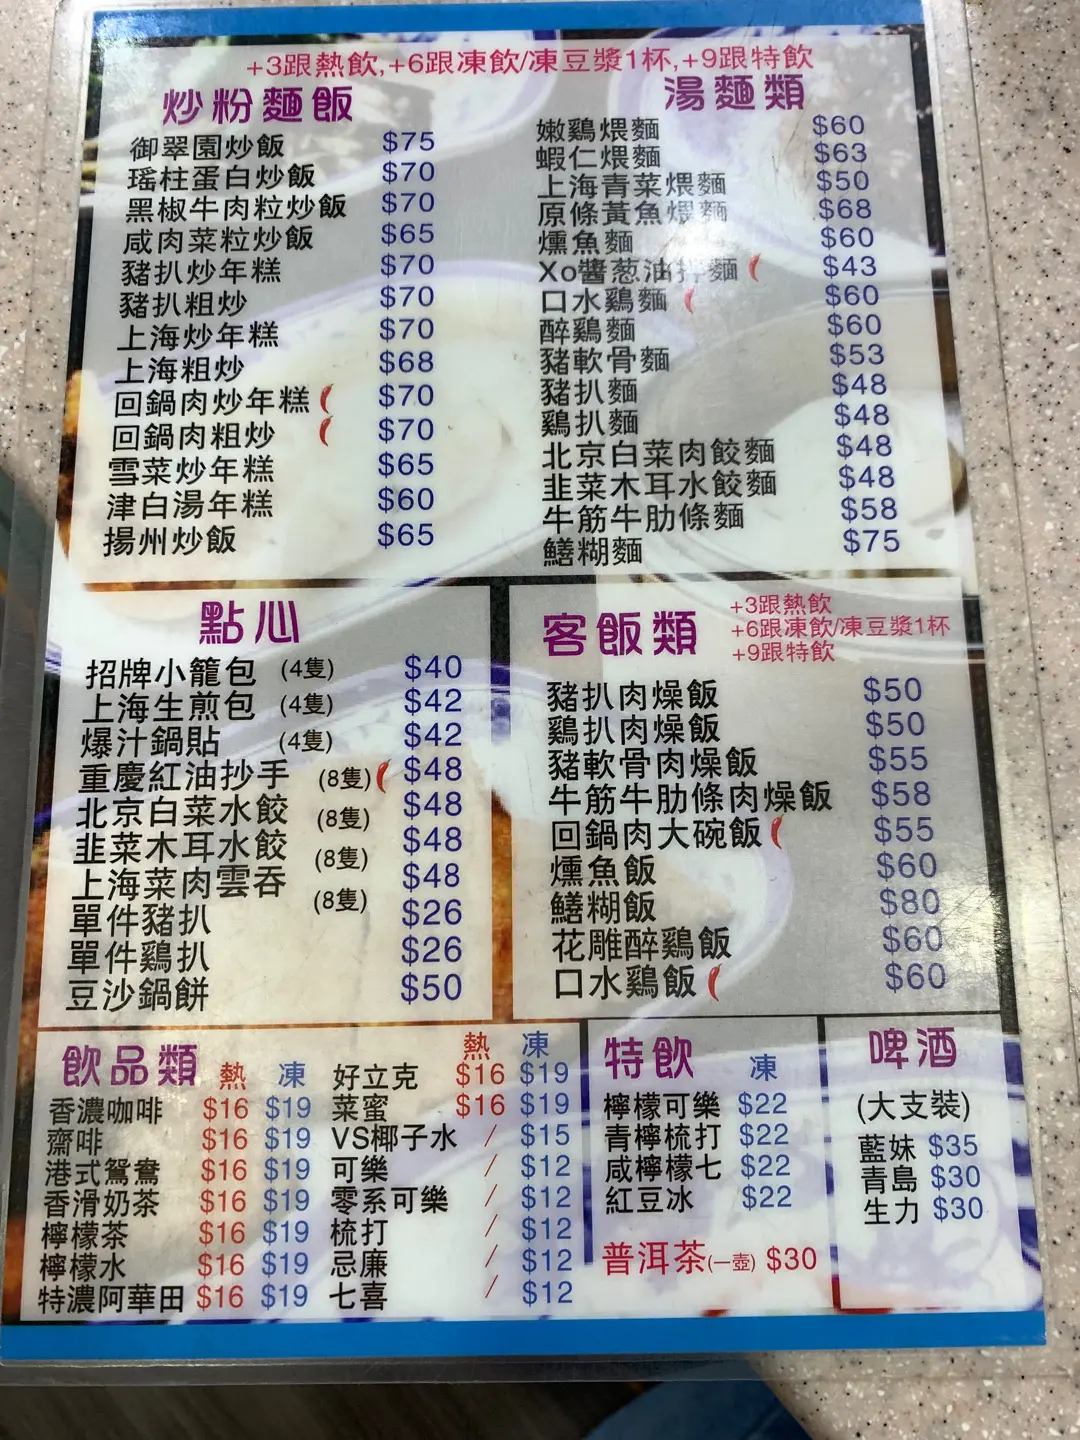 +3跟熱飲,+6跟凍飲/凍豆漿1杯,+9跟特飲
炒粉麵飯
御翠園炒飯 $75
瑤柱蛋白炒飯 $70
黑椒牛肉粒炒飯 $70
咸肉菜粒炒飯 $65
豬扒炒年糕 $70
豬扒粗炒 $70
上海炒年糕 $70
上海粗炒 $68
回鍋肉炒年糕 $70
回鍋肉粗炒 $70
雪菜炒年糕 $65
津白湯年糕 $60
揚州炒飯 $65
湯麵類
嫩鷄煨麵 $60
蝦仁煨麵 $63
上海青菜煨麵 $50
原條黃魚煨麵 $68
燻魚麵 $60
Xo醬葱油拌麵 $43
口水鷄麵 $60
醉鷄麵 $60
豬軟骨麵 $53
豬扒麵 $48
鷄扒麵 $48
北京白菜肉餃麵 $48
韭菜木耳水餃麵 $48
牛筋牛肋條麵 $58
鱔糊麵 $75
點心
招牌小籠包 (4隻) $40
上海生煎包 (4隻) $42
爆汁鍋貼 (4隻) $42
重慶紅油抄手 (8隻) $48
北京白菜水餃 (8隻) $48
韭菜木耳水餃 (8隻) $48
上海菜肉雲吞 (8隻) $48
單件豬扒 $26
單件鷄扒 $26
豆沙鍋餅 $50
客飯類
+3跟熱飲
+6跟凍飲/凍豆漿1杯
+9跟特飲
豬扒肉燥飯 $50
鷄扒肉燥飯 $50
豬軟骨肉燥飯 $55
牛筋牛肋條肉燥飯 $58
回鍋肉大碗飯 $55
燻魚飯 $60
鱔糊飯 $80
花雕醉鷄飯 $60
口水鷄飯 $60
飲品類 熱 凍
香濃咖啡 $16 $19
齋啡 $16 $19
港式鴛鴦 $16 $19
香滑奶茶 $16 $19
檸檬茶 $16 $19
檸檬水 $16 $19
特濃阿華田 $16 $19
熱 凍
好立克 $16 $19
菜蜜 $16 $19
VS椰子水 / $15
可樂 / $12
零系可樂 / $12
梳打 / $12
忌廉 / $12
七喜 / $12
特飲 凍
檸檬可樂 $22
青檸梳打 $22
咸檸檬七 $22
紅豆冰 $22
普洱茶(一壺) $30
啤酒
(大支裝)
藍妹 $35
青島 $30
生力 $30